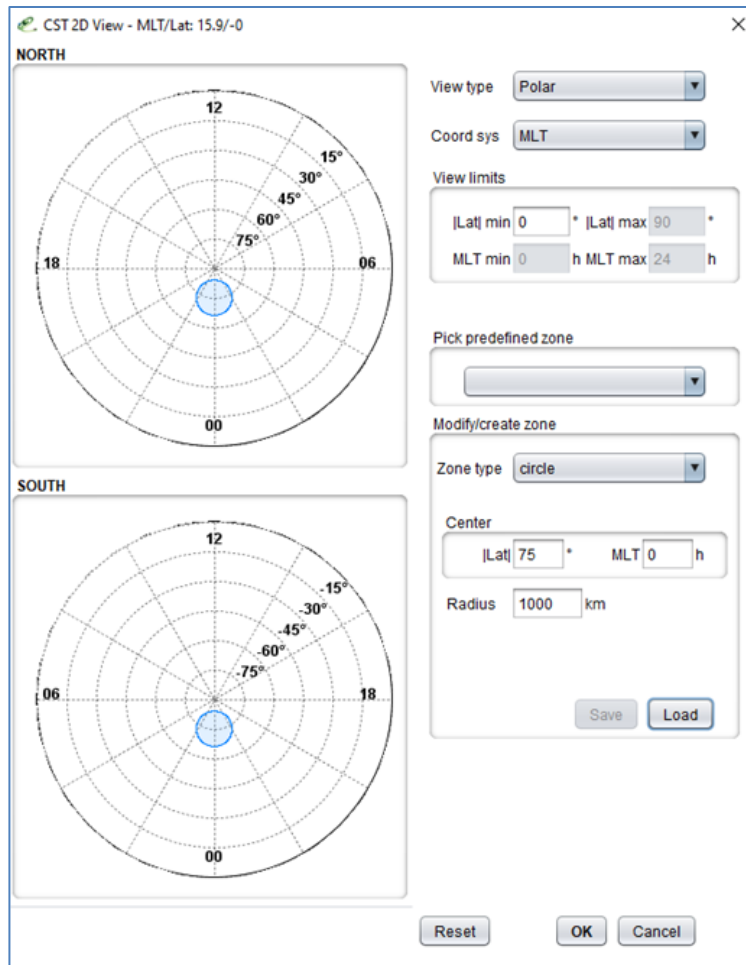 CST 2D View - MLT/Lat: 15.9/-0
NORTH
12
15°
30°
45°
60°
75°
18
06
00
SOUTH
12
-15°
-30°
-45°
-60°
-75°
06
18
00
View type Polar
Coord sys MLT
View limits
|Lat| min 0 ° |Lat| max 90 °
MLT min 0 h MLT max 24 h
Pick predefined zone
Modify/create zone
Zone type circle
Center
|Lat| 75 ° MLT 0 h
Radius 1000 km
Save Load
Reset OK Cancel